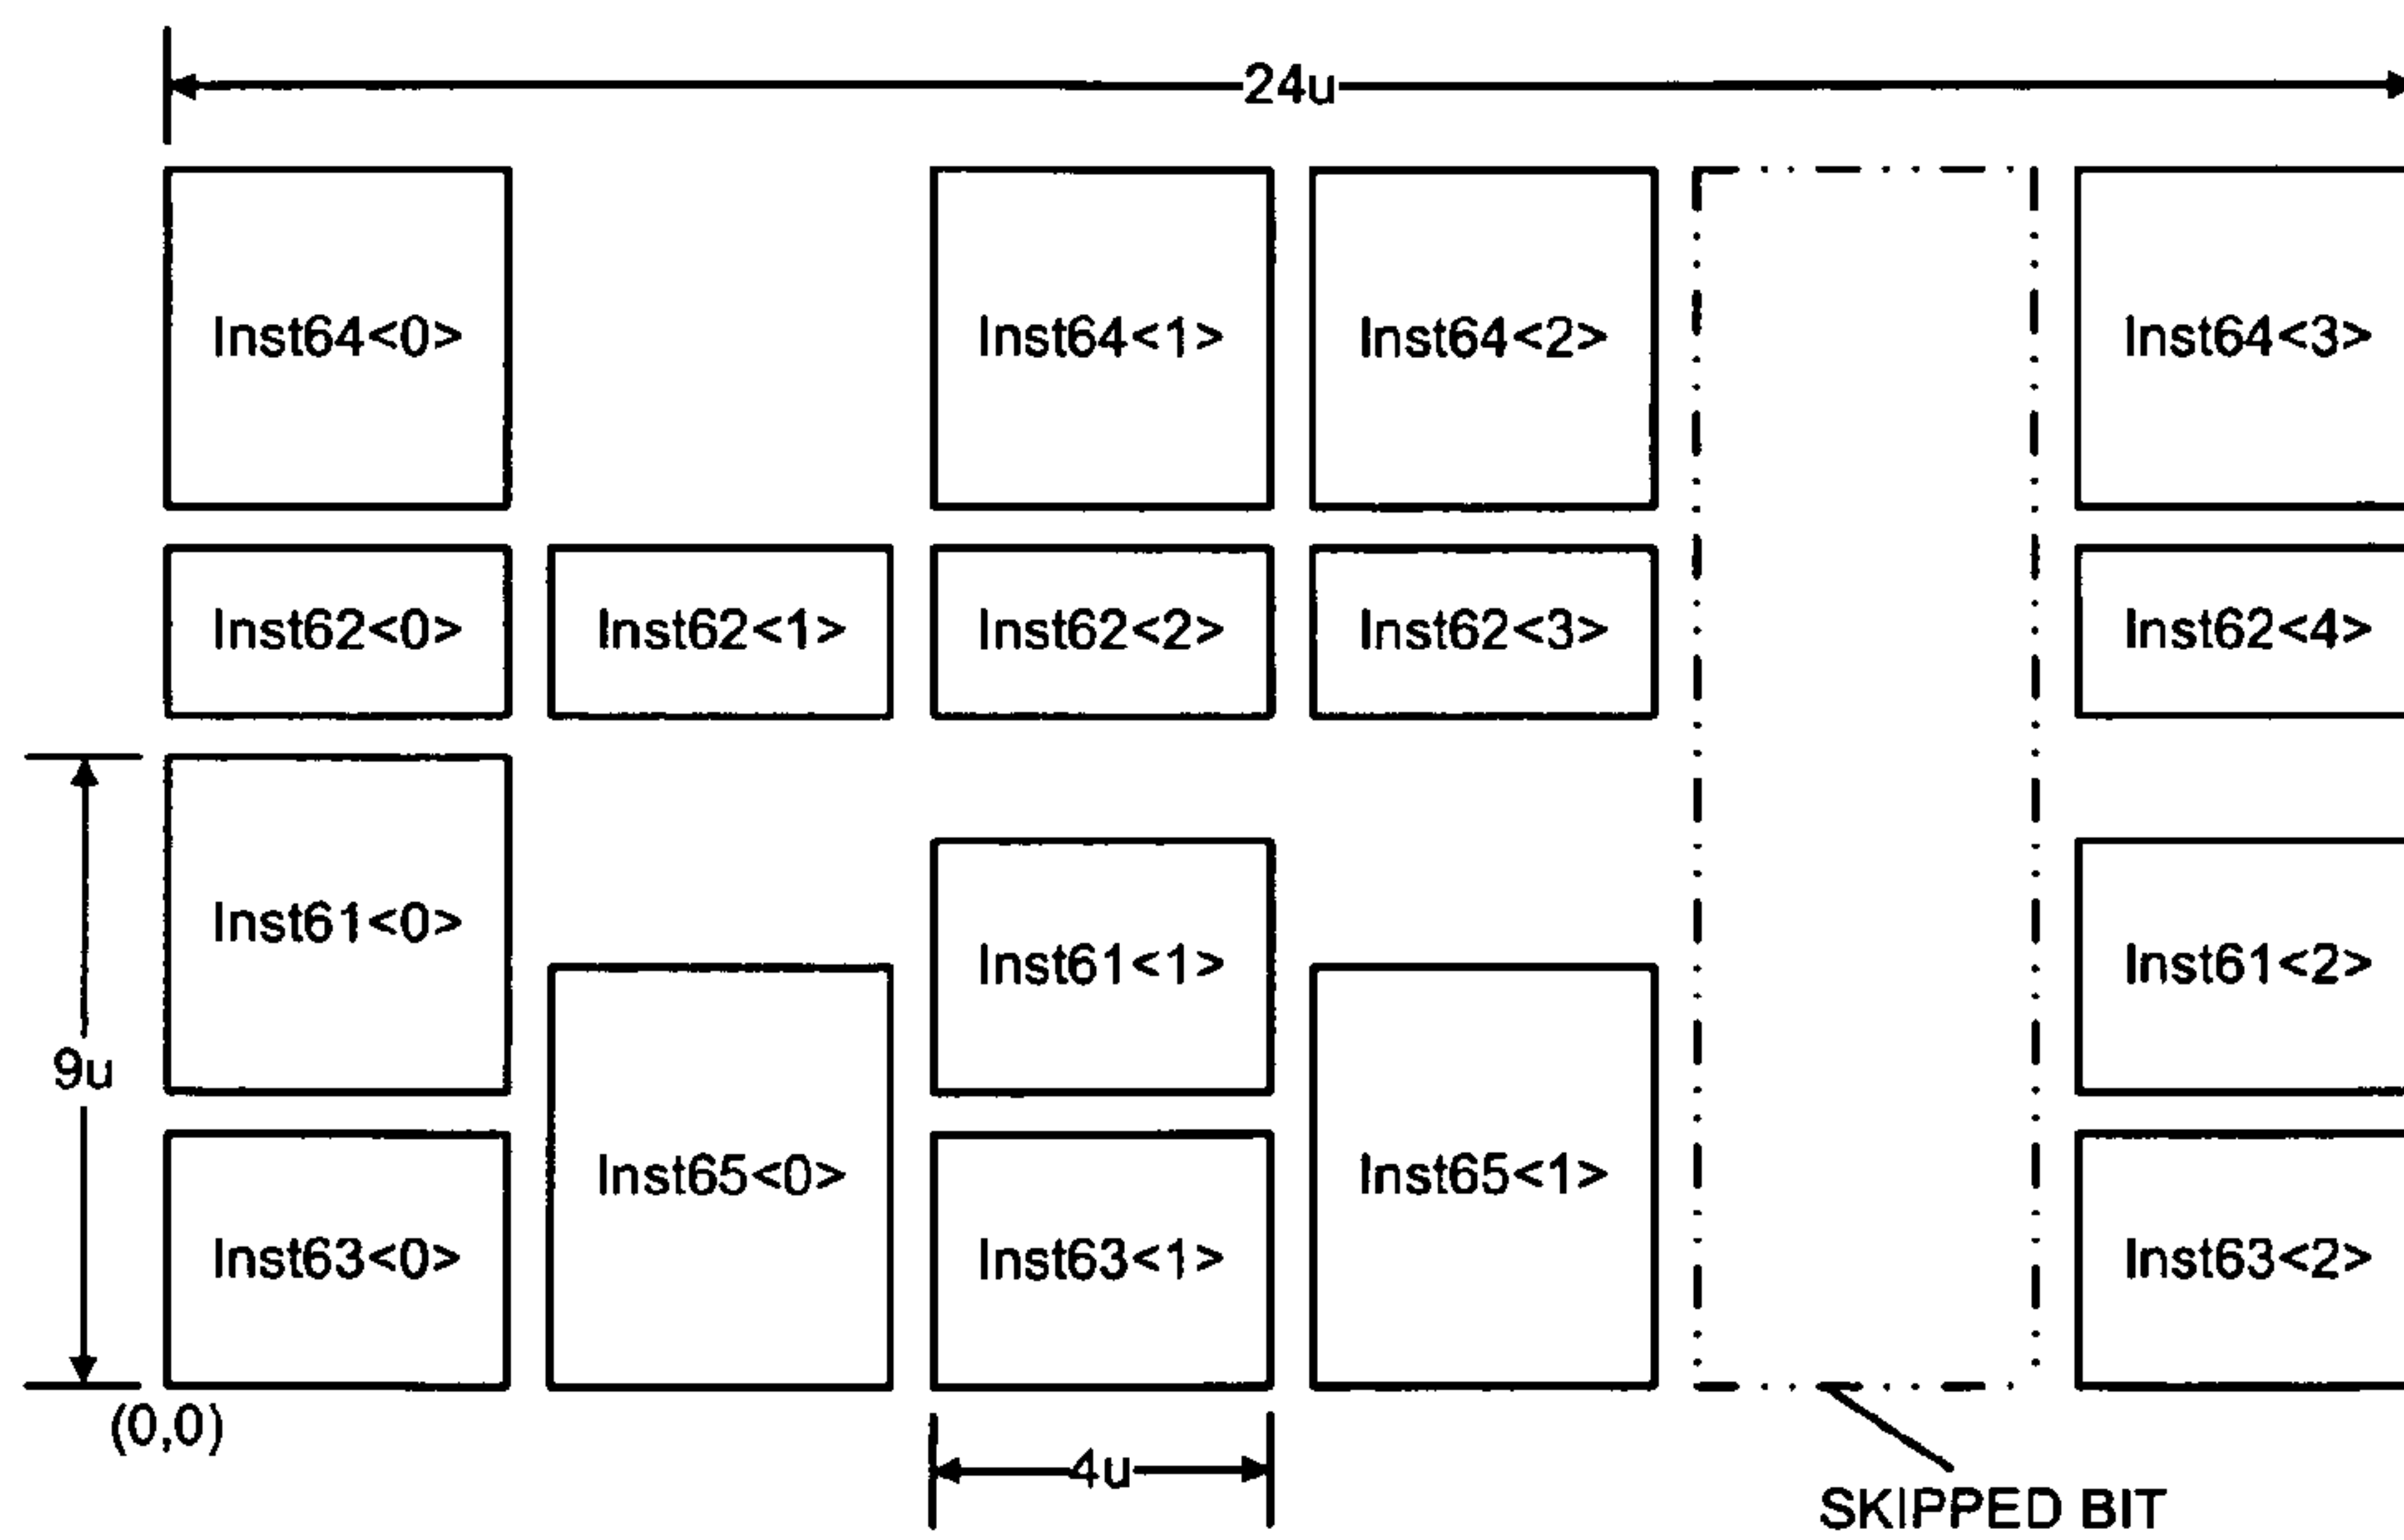 24u
Inst64<0> Inst64<1> Inst64<2> Inst64<3>
Inst62<0> Inst62<1> Inst62<2> Inst62<3> Inst62<4>
Inst61<0> Inst61<1> Inst61<2>
9u
Inst65<0> Inst65<1>
Inst63<0> Inst63<1> Inst63<2>
(0,0)
4u
SKIPPED BIT